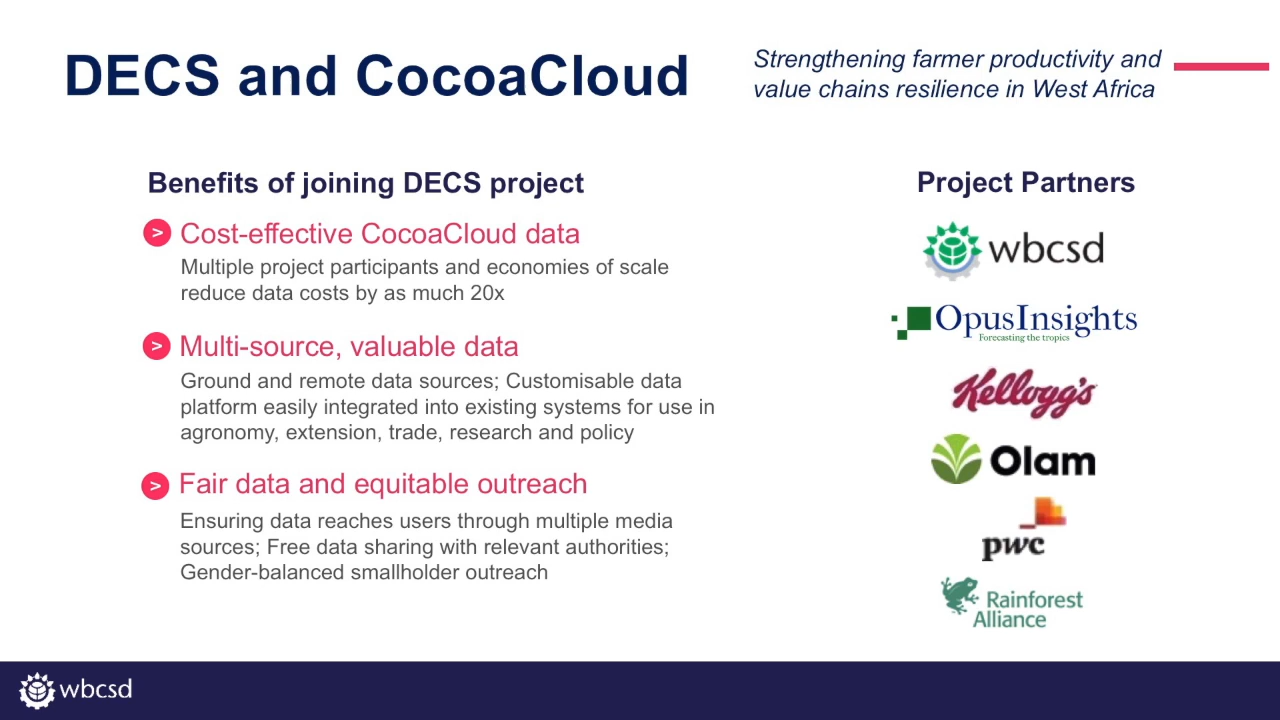 DECS and CocoaCloud
Strengthening farmer productivity and
value chains resilience in West Africa
Benefits of joining DECS project
> Cost-effective CocoaCloud data
Multiple project participants and economies of scale
reduce data costs by as much 20x
> Multi-source, valuable data
Ground and remote data sources; Customisable data
platform easily integrated into existing systems for use in
agronomy, extension, trade, research and policy
> Fair data and equitable outreach
Ensuring data reaches users through multiple media
sources; Free data sharing with relevant authorities;
Gender-balanced smallholder outreach
Project Partners
wbcsd
OpusInsights
Forecasting the tropics
Kellogg's
Olam
pwc
Rainforest
Alliance
wbcsd